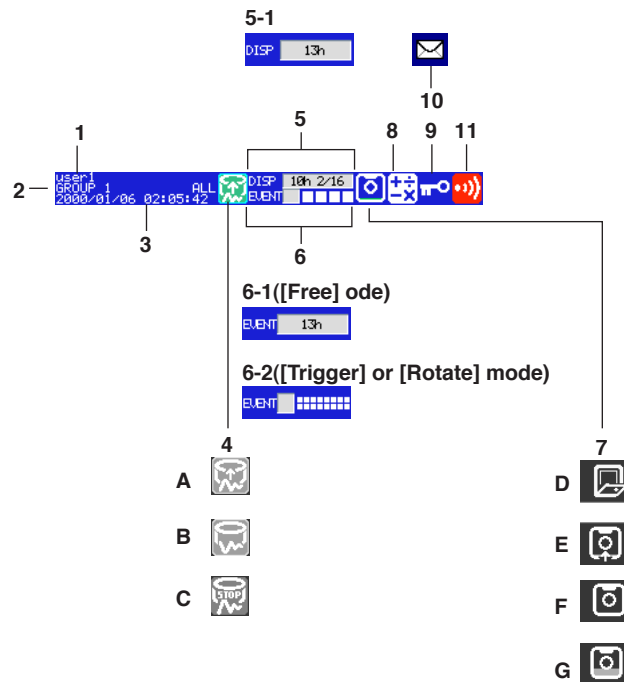 5-1
DISP 13h
10
1
5
8 9 11
2
user1
GROUP 1 ALL
2000/01/06 02:05:42
DISP 10h 2/16
EVENT
3
6
6-1([Free] ode)
EVENT 13h
6-2([Trigger] or [Rotate] mode)
EVENT
4
7
A
D
B
E
C
STOP
F
G